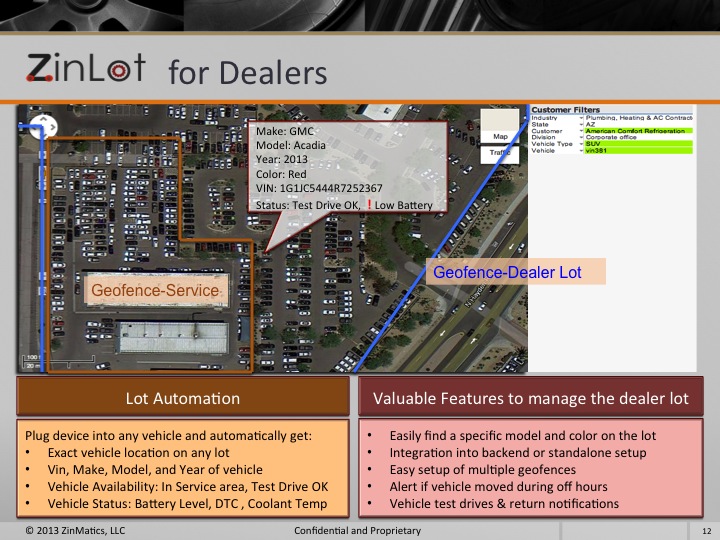 ZinLot for Dealers
Make: GMC
Model: Acadia
Year: 2013
Color: Red
VIN: 1G1JC5444R7252367
Status: Test Drive OK, ! Low Battery
Map
Traffic
Customer Filters
Industry Plumbing, Heating & AC Contract
State AZ
Customer American Comfort Refrigeration
Division Corporate office
Vehicle Type SUV
Vehicle vin381
Geofence-Service
Geofence-Dealer Lot
Lot Automation
Plug device into any vehicle and automatically get:
• Exact vehicle location on any lot
• Vin, Make, Model, and Year of vehicle
• Vehicle Availability: In Service area, Test Drive OK
• Vehicle Status: Battery Level, DTC , Coolant Temp
Valuable Features to manage the dealer lot
• Easily find a specific model and color on the lot
• Integration into backend or standalone setup
• Easy setup of multiple geofences
• Alert if vehicle moved during off hours
• Vehicle test drives & return notifications
© 2013 ZinMatics, LLC
Confidential and Proprietary
12